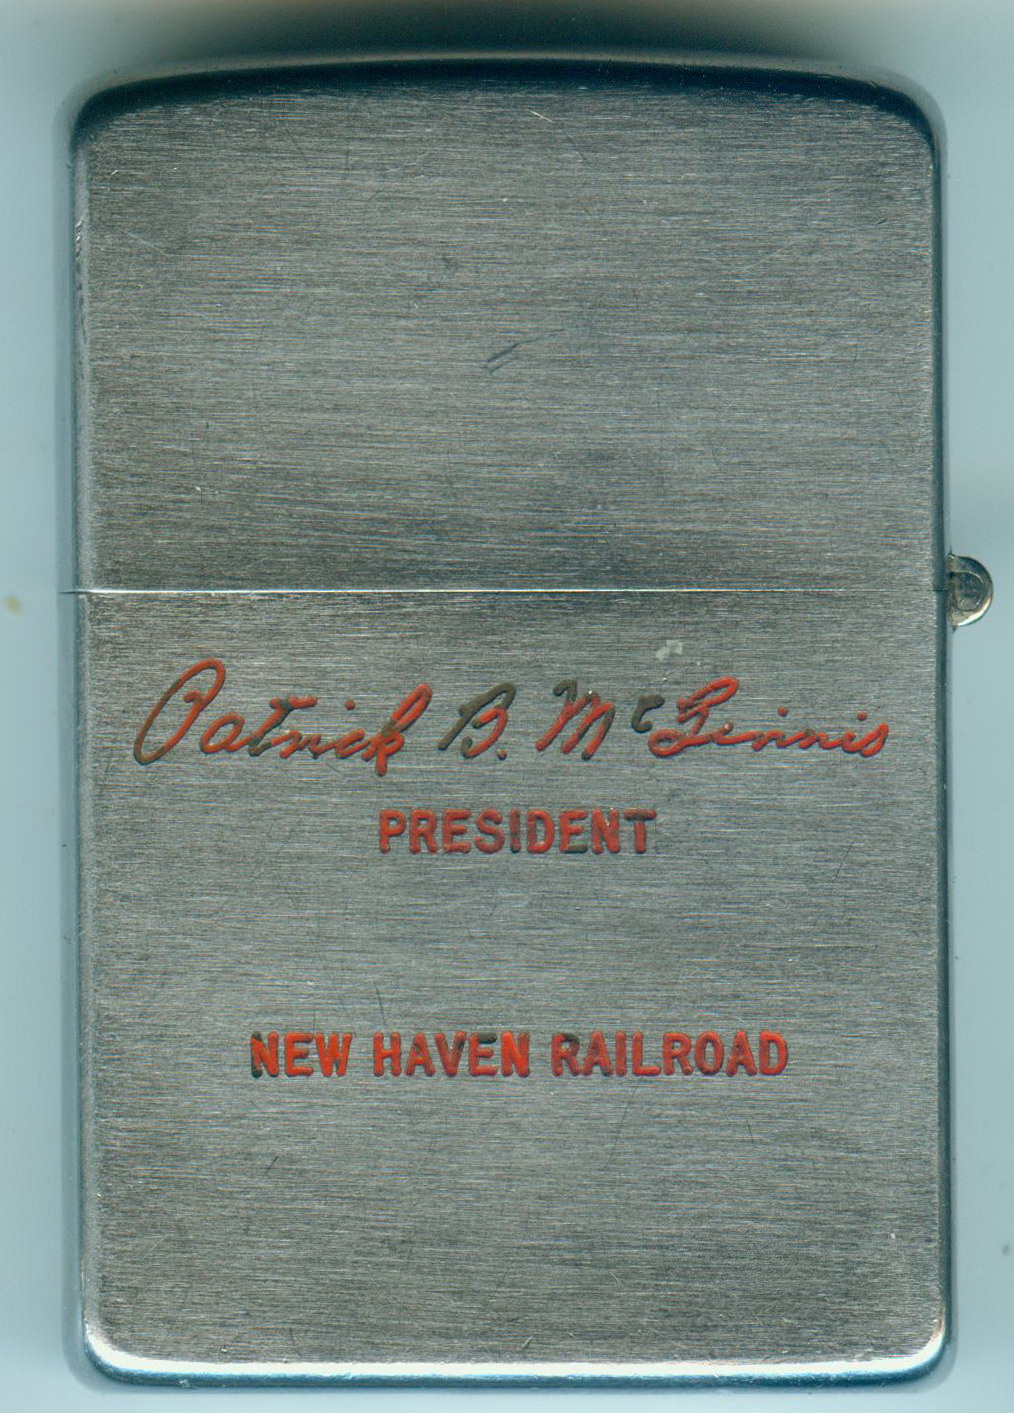 Patrick B. McGinnis
PRESIDENT
NEW HAVEN RAILROAD